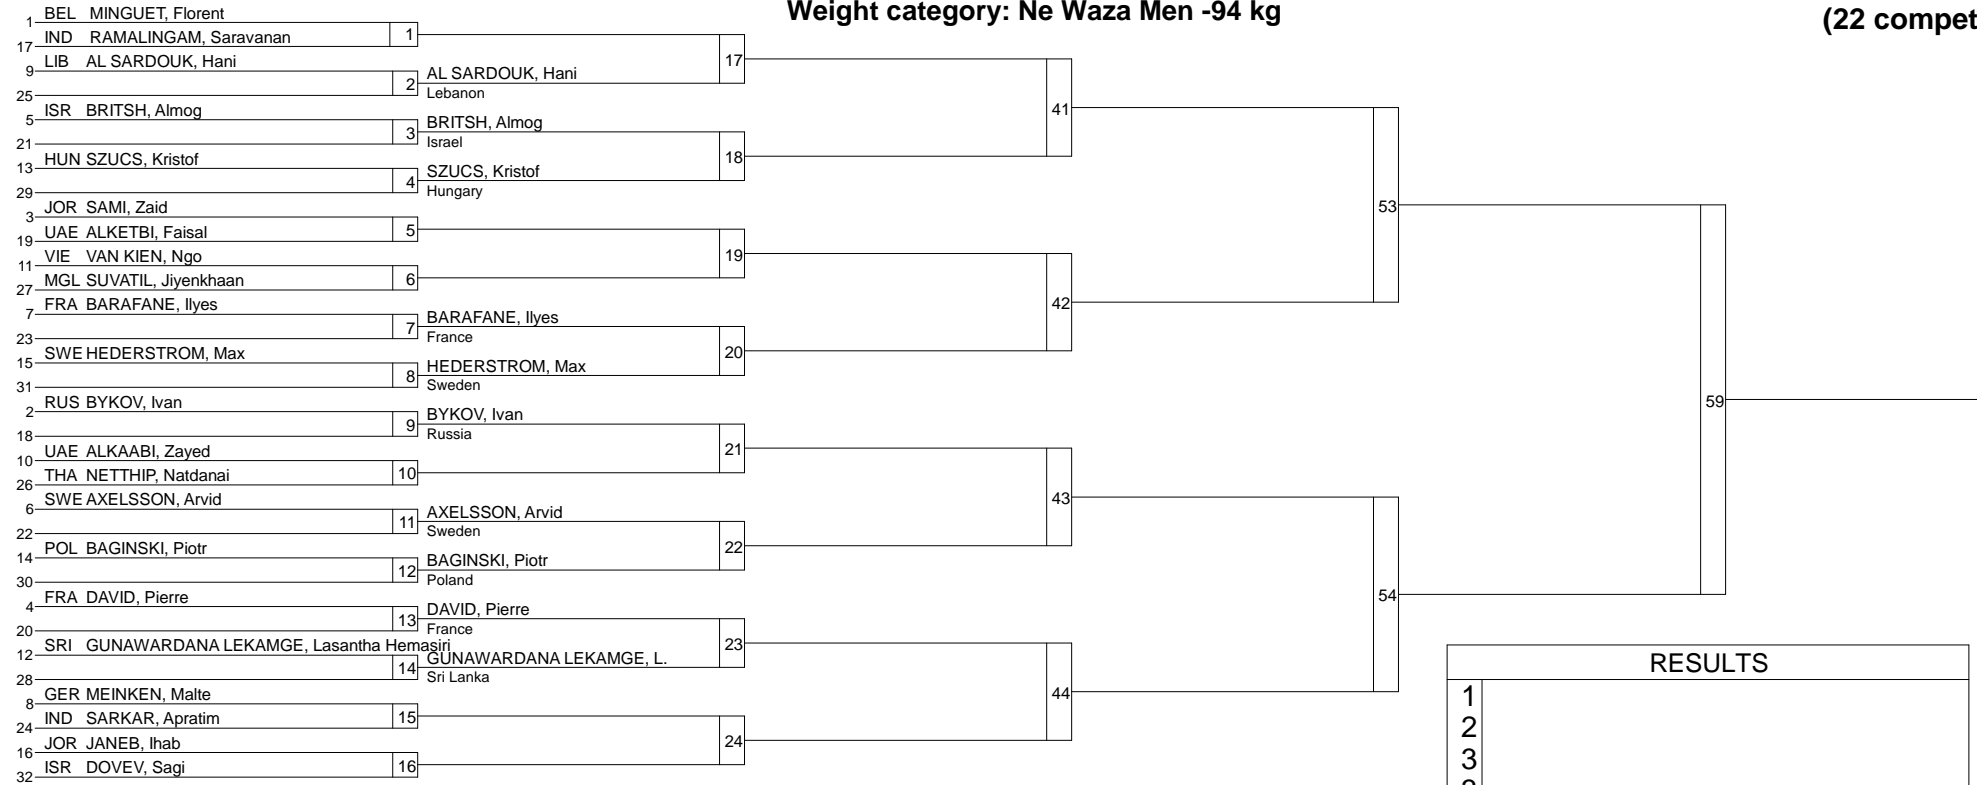 Weight category: Ne Waza Men -94 kg
(22 compet
1 BEL MINGUET, Florent
17 IND RAMALINGAM, Saravanan
1
9 LIB AL SARDOUK, Hani
25
2
5 ISR BRITSH, Almog
21
3
13 HUN SZUCS, Kristof
29
4
3 JOR SAMI, Zaid
19 UAE ALKETBI, Faisal
5
11 VIE VAN KIEN, Ngo
27 MGL SUVATIL, Jiyenkhaan
6
7 FRA BARAFANE, Ilyes
23
7
15 SWE HEDERSTROM, Max
31
8
2 RUS BYKOV, Ivan
18
9
10 UAE ALKAABI, Zayed
26 THA NETTHIP, Natdanai
10
6 SWE AXELSSON, Arvid
22
11
14 POL BAGINSKI, Piotr
30
12
4 FRA DAVID, Pierre
20
13
12 SRI GUNAWARDANA LEKAMGE, Lasantha Hemasiri
28
14
8 GER MEINKEN, Malte
24 IND SARKAR, Apratim
15
16 JOR JANEB, Ihab
32 ISR DOVEV, Sagi
16
AL SARDOUK, Hani
Lebanon
17
BRITSH, Almog
Israel
SZUCS, Kristof
Hungary
18
19
BARAFANE, Ilyes
France
HEDERSTROM, Max
Sweden
20
BYKOV, Ivan
Russia
21
AXELSSON, Arvid
Sweden
BAGINSKI, Piotr
Poland
22
DAVID, Pierre
France
GUNAWARDANA LEKAMGE, L.
Sri Lanka
23
24
41
42
43
44
53
54
59
RESULTS
1
2
3